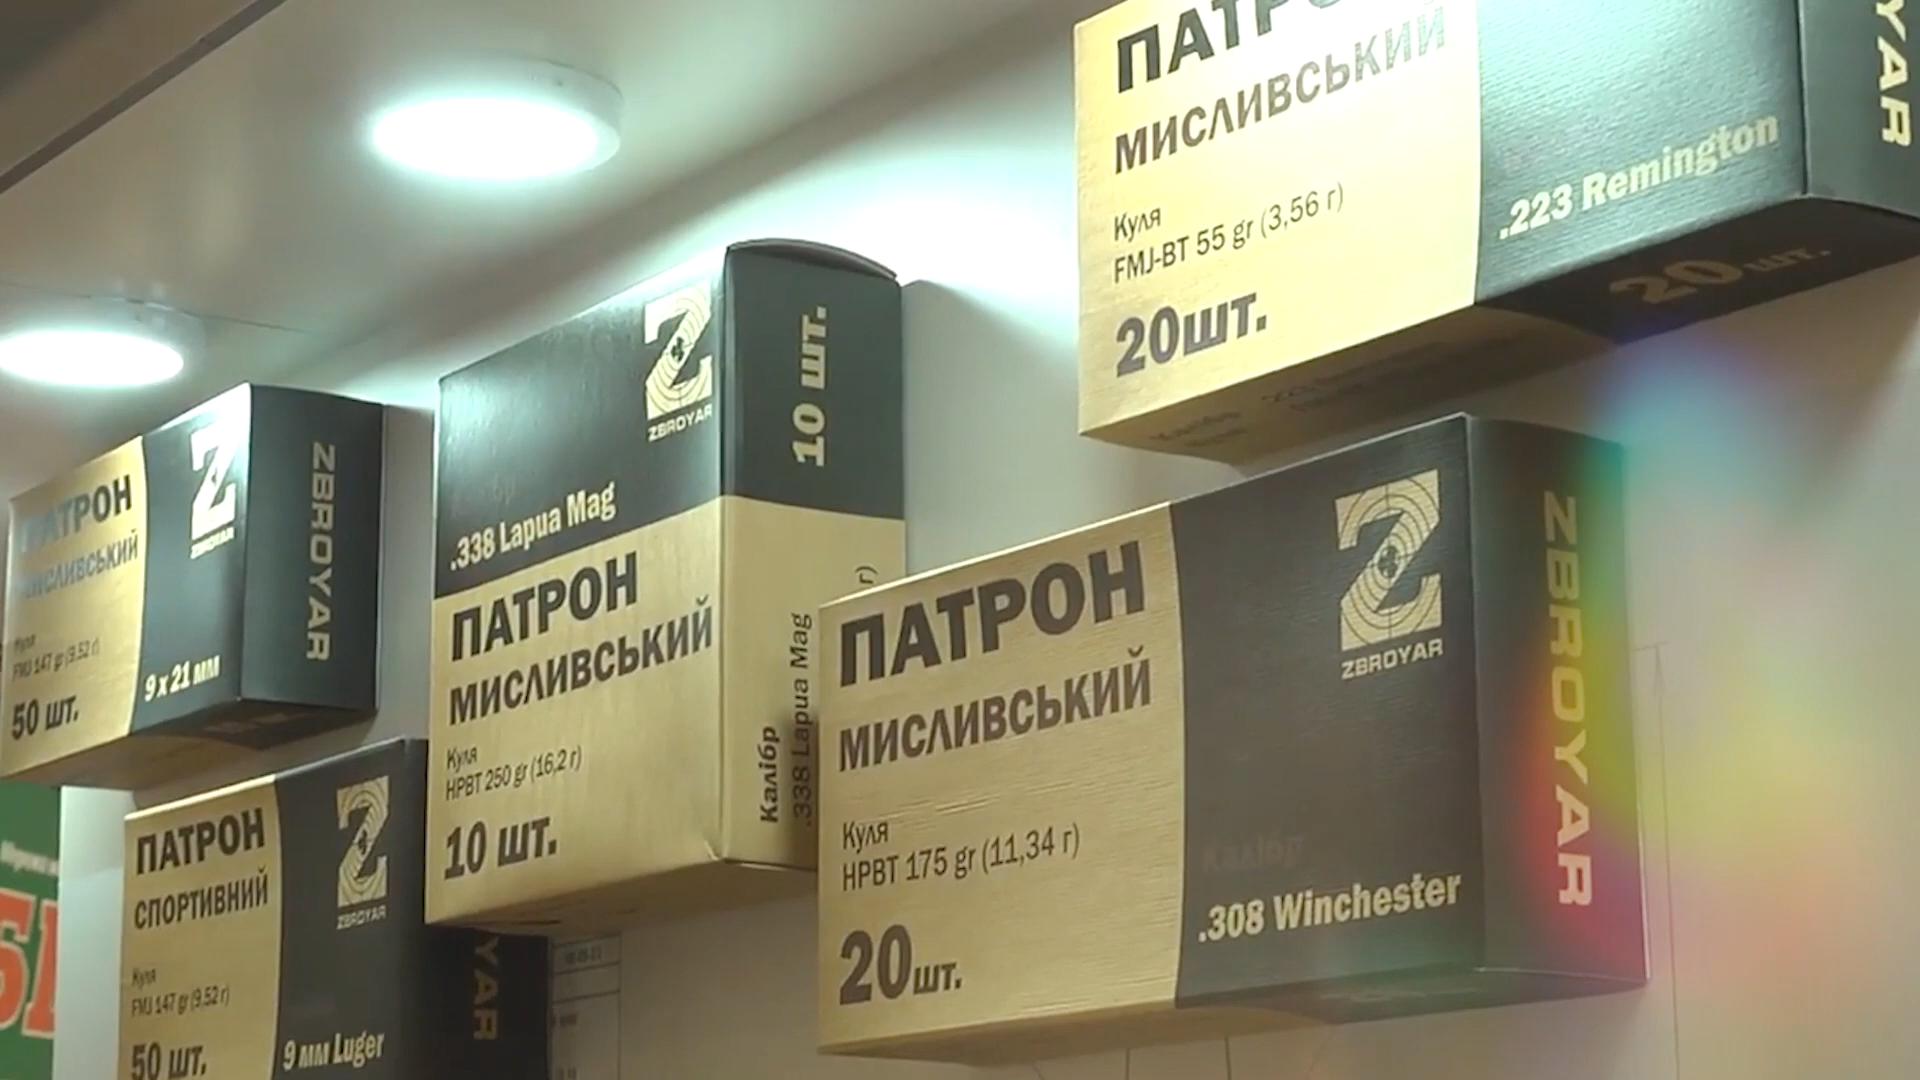 ПАТРОН
МИСЛИВСЬКИЙ
Куля
FMJ-BT 55 gr (3,56 г)
20шт.
.223 Remington
20 шт.
YAR
ZBROYAR
.338 Lapua Mag
ПАТРОН
МИСЛИВСЬКИЙ
Куля
HPBT 250 gr (16,2 г)
10 шт.
10 шт.
Калібр
.338 Lapua Mag
ПАТРОН
МИСЛИВСЬКИЙ
Куля
FMJ 147 gr (9.52 г)
50 шт.
ZBROYAR
9 x 21 мм
ZBROYAR
ПАТРОН
МИСЛИВСЬКИЙ
Куля
HPBT 175 gr (11,34 г)
20шт.
ZBROYAR
Калібр
.308 Winchester
ZBROYAR
ПАТРОН
СПОРТИВНИЙ
Куля
FMJ 147 gr (9.52 г)
50 шт.
ZBROYAR
9 мм Luger
YAR